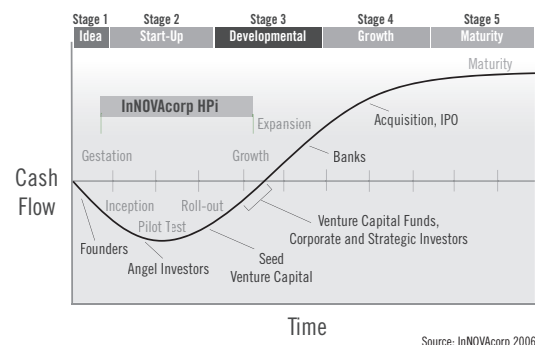 Stage 1 Stage 2 Stage 3 Stage 4 Stage 5
Idea Start-Up Developmental Growth Maturity
Maturity
InNOVAcorp HPi
Acquisition, IPO
Expansion
Gestation Growth Banks
Cash
Flow
Inception Roll-out
Pilot Test
Venture Capital Funds,
Corporate and Strategic Investors
Founders
Angel Investors
Seed
Venture Capital
Time
Source: InNOVAcorp 2006